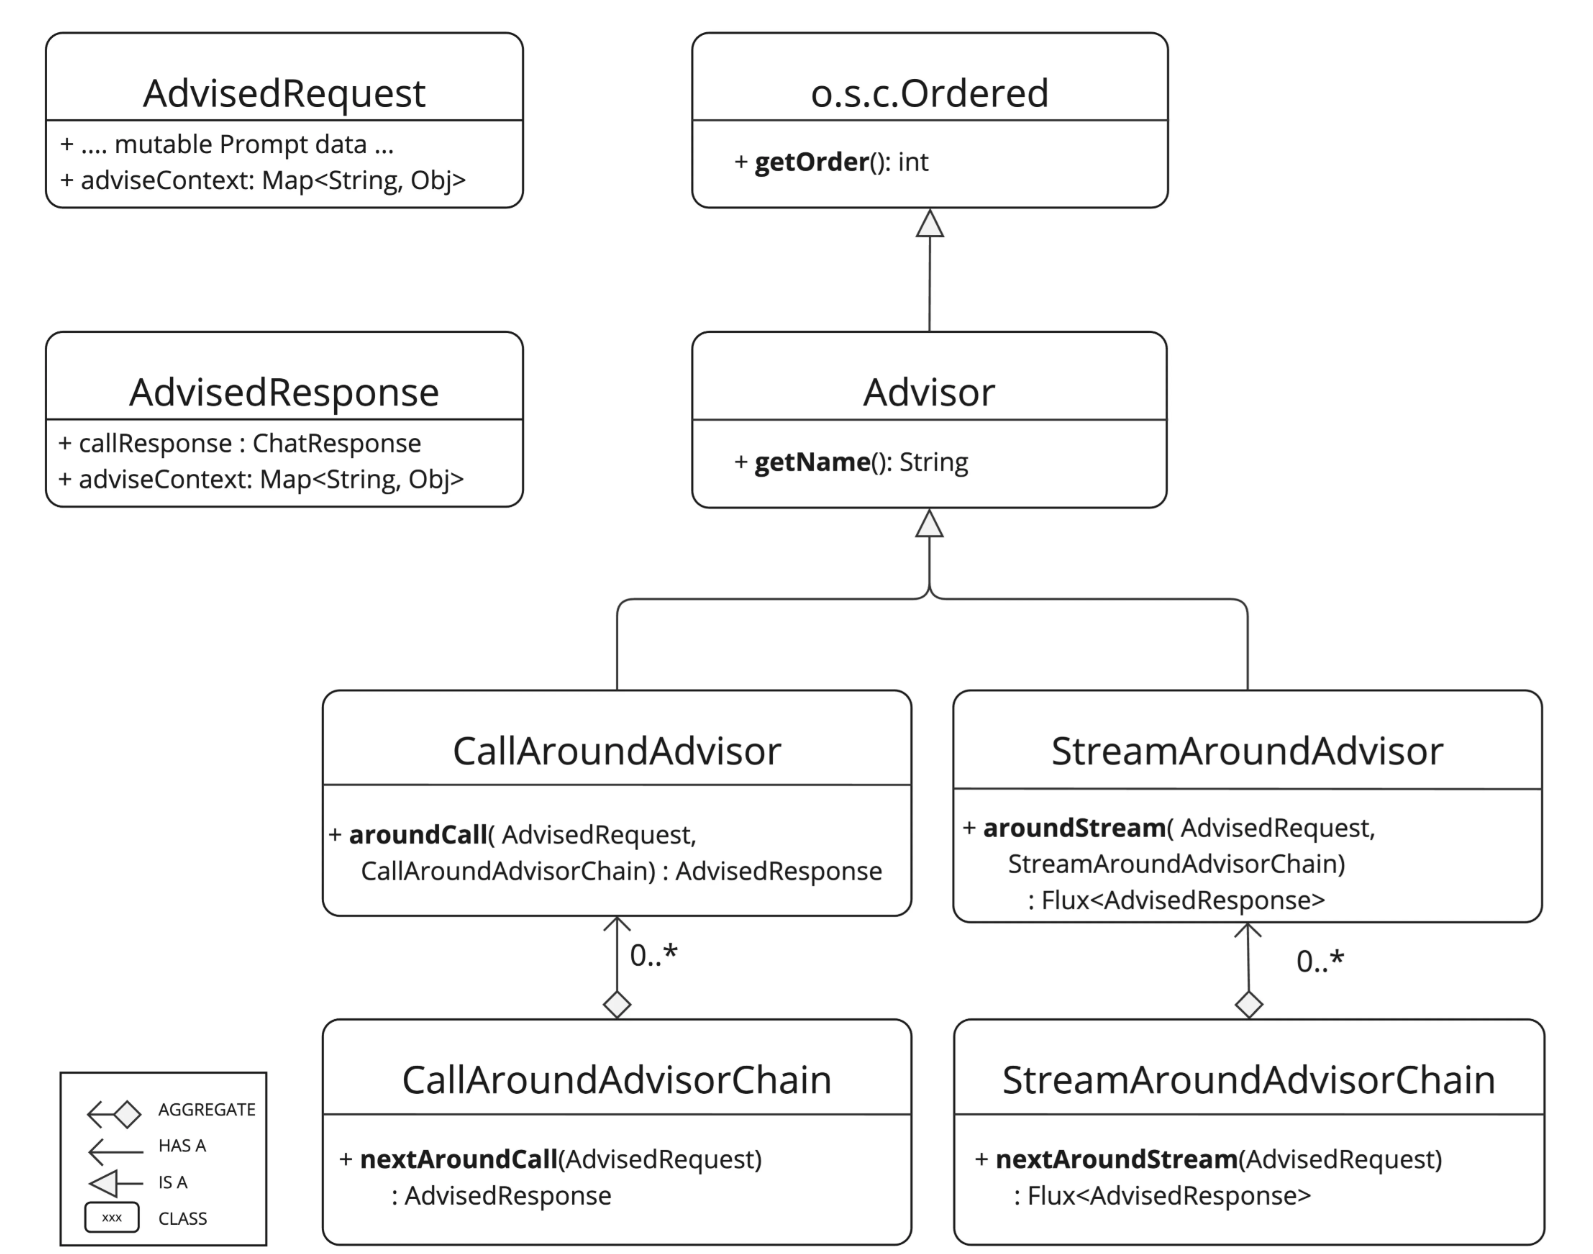 AdvisedRequest
+ .... mutable Prompt data ...
+ adviseContext: Map<String, Obj>
o.s.c.Ordered
+ getOrder(): int
AdvisedResponse
+ callResponse : ChatResponse
+ adviseContext: Map<String, Obj>
Advisor
+ getName(): String
CallAroundAdvisor
+ aroundCall( AdvisedRequest,
CallAroundAdvisorChain) : AdvisedResponse
StreamAroundAdvisor
+ aroundStream( AdvisedRequest,
StreamAroundAdvisorChain)
: Flux<AdvisedResponse>
0..*
0..*
CallAroundAdvisorChain
+ nextAroundCall(AdvisedRequest)
: AdvisedResponse
StreamAroundAdvisorChain
+ nextAroundStream(AdvisedRequest)
: Flux<AdvisedResponse>
AGGREGATE
HAS A
IS A
xxx CLASS